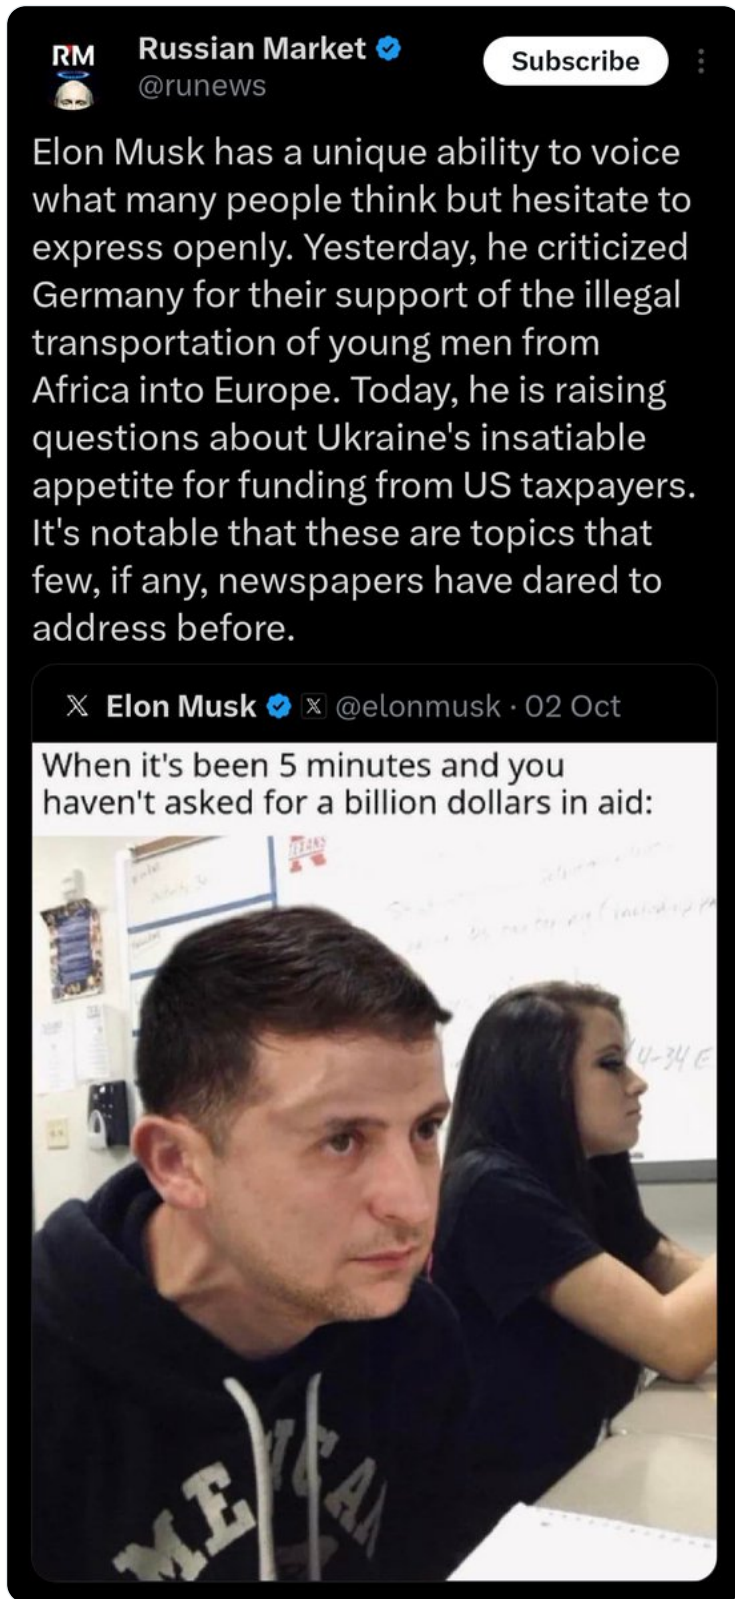 RM
Russian Market
@runews
Subscribe
Elon Musk has a unique ability to voice
what many people think but hesitate to
express openly. Yesterday, he criticized
Germany for their support of the illegal
transportation of young men from
Africa into Europe. Today, he is raising
questions about Ukraine's insatiable
appetite for funding from US taxpayers.
It's notable that these are topics that
few, if any, newspapers have dared to
address before.
X Elon Musk X @elonmusk · 02 Oct
When it's been 5 minutes and you
haven't asked for a billion dollars in aid:
TEXANS
4-34 E